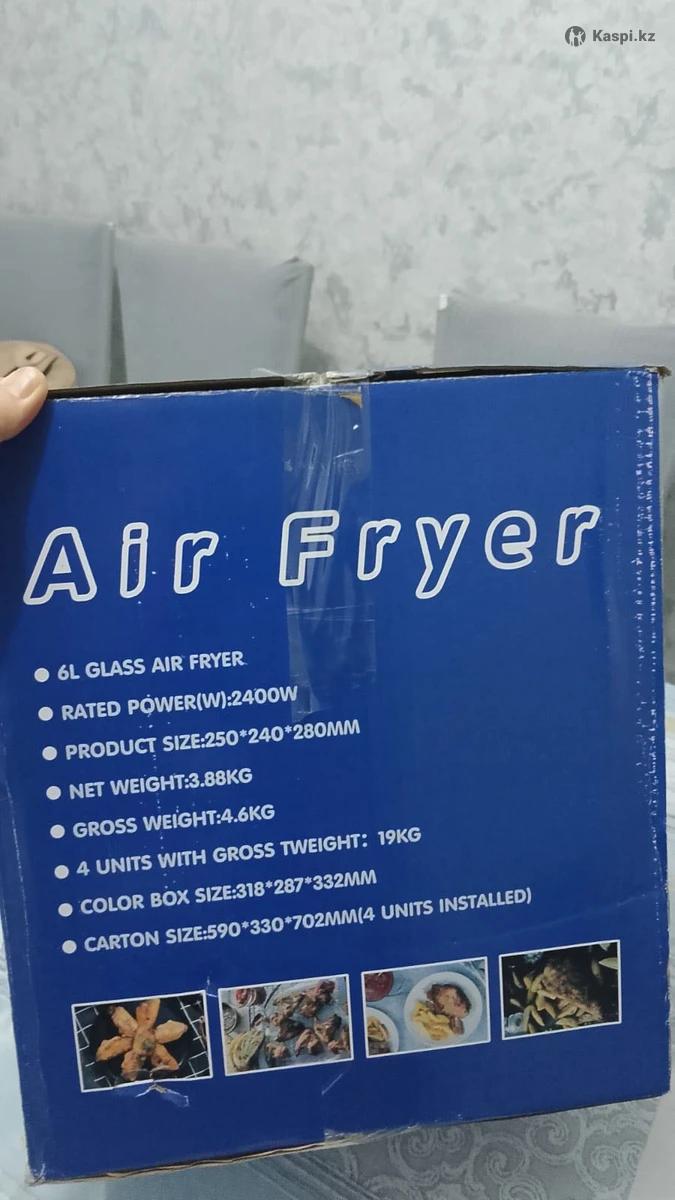 Kaspi.kz
Air Fryer
6L GLASS AIR FRYER
RATED POWER(W):2400W
PRODUCT SIZE:250*240*280MM
NET WEIGHT:3.88KG
GROSS WEIGHT:4.6KG
4 UNITS WITH GROSS TWEIGHT: 19KG
COLOR BOX SIZE:318*287*332MM
CARTON SIZE:590*330*702MM(4 UNITS INSTALLED)